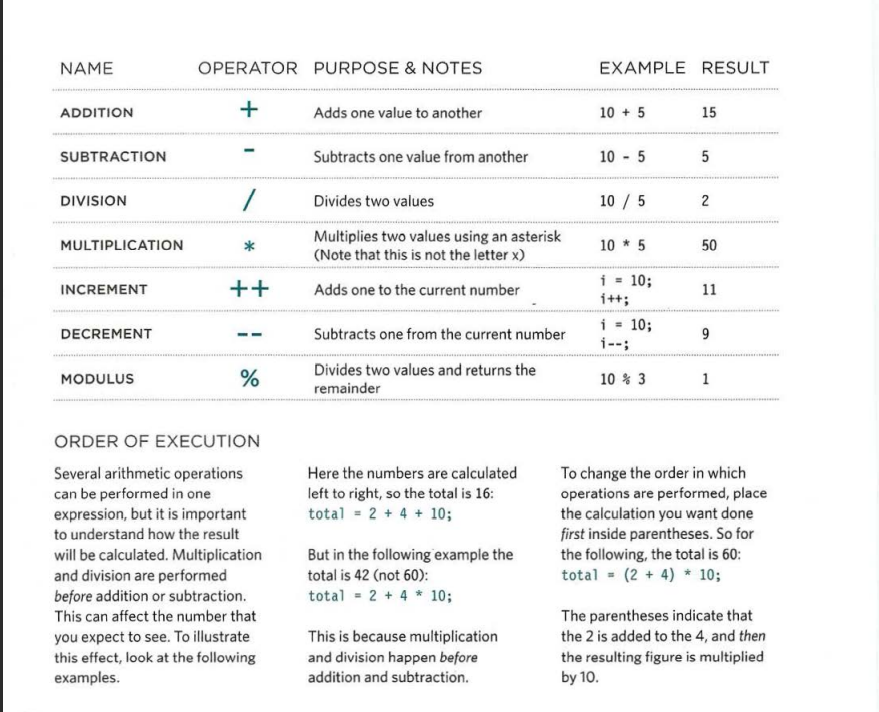 NAME OPERATOR PURPOSE & NOTES EXAMPLE RESULT
ADDITION + Adds one value to another 10 + 5 15
SUBTRACTION - Subtracts one value from another 10 - 5 5
DIVISION / Divides two values 10 / 5 2
MULTIPLICATION * Multiplies two values using an asterisk
(Note that this is not the letter x) 10 * 5 50
INCREMENT ++ Adds one to the current number i = 10;
i++; 11
DECREMENT -- Subtracts one from the current number i = 10;
i--; 9
MODULUS % Divides two values and returns the
remainder 10 % 3 1
ORDER OF EXECUTION
Several arithmetic operations
can be performed in one
expression, but it is important
to understand how the result
will be calculated. Multiplication
and division are performed
before addition or subtraction.
This can affect the number that
you expect to see. To illustrate
this effect, look at the following
examples.
Here the numbers are calculated
left to right, so the total is 16:
total = 2 + 4 + 10;
But in the following example the
total is 42 (not 60):
total = 2 + 4 * 10;
This is because multiplication
and division happen before
addition and subtraction.
To change the order in which
operations are performed, place
the calculation you want done
first inside parentheses. So for
the following, the total is 60:
total = (2 + 4) * 10;
The parentheses indicate that
the 2 is added to the 4, and then
the resulting figure is multiplied
by 10.